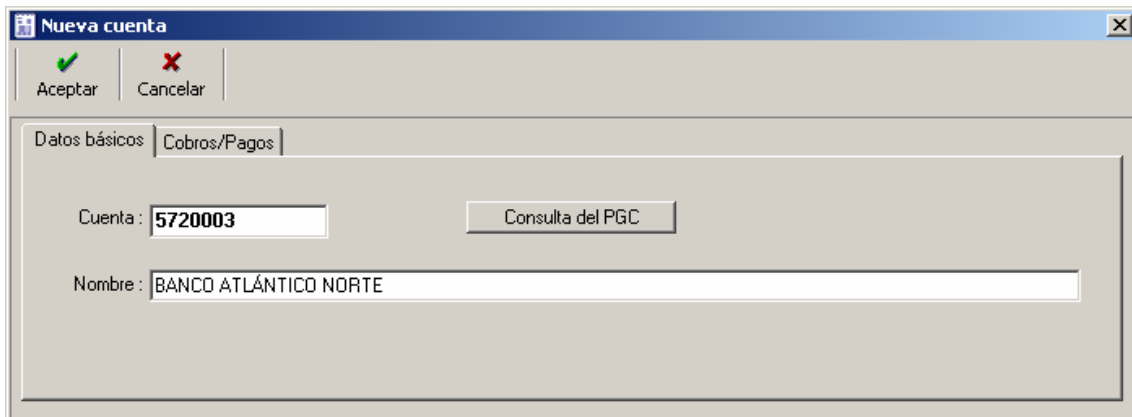 Nueva cuenta
Aceptar Cancelar
Datos básicos Cobros/Pagos
Cuenta : 5720003 Consulta del PGC
Nombre : BANCO ATLÁNTICO NORTE